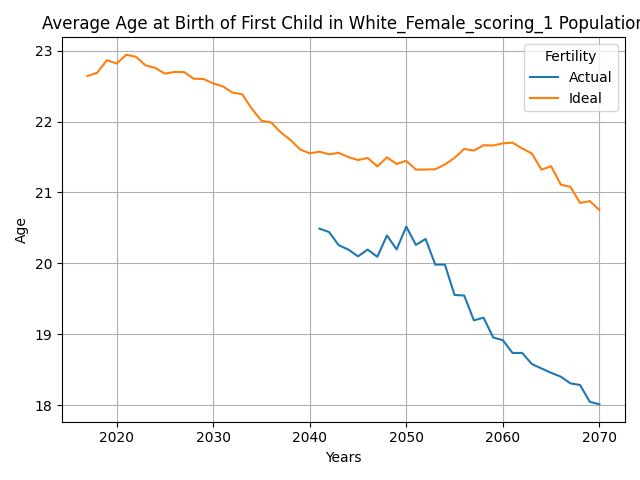 Average Age at Birth of First Child in White_Female_scoring_1 Population
Fertility
Actual
Ideal
Age
23
22
21
20
19
18
2020 2030 2040 2050 2060 2070
Years